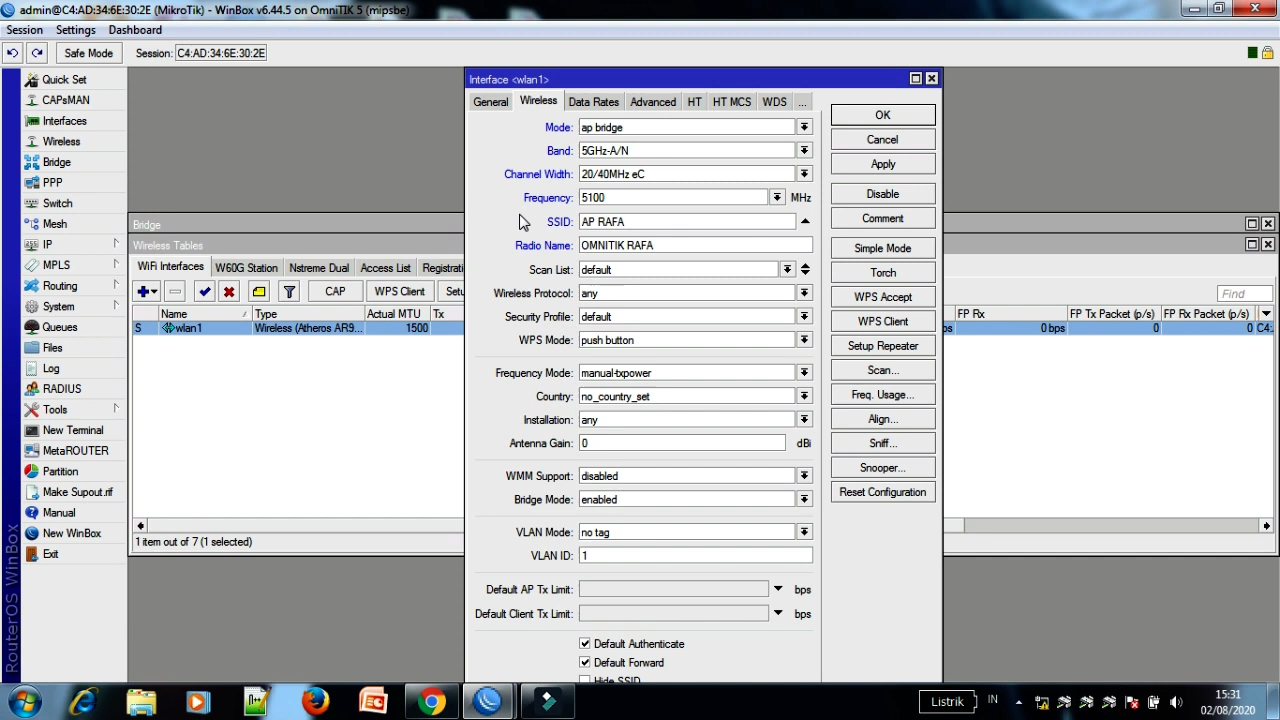 admin@C4:AD:34:6E:30:2E (MikroTik) - WinBox v6.44.5 on OmniTIK 5 (mipsbe)
Session Settings Dashboard
Safe Mode Session: C4:AD:34:6E:30:2E
Quick Set
CAPsMAN
Interfaces
Wireless
Bridge
PPP
Switch
Mesh
IP
MPLS
Routing
System
Queues
Files
Log
RADIUS
Tools
New Terminal
MetaROUTER
Partition
Make Supout.rif
Manual
New WinBox
Exit
RouterOS WinBox
Bridge
Wireless Tables
WiFi Interfaces W60G Station Nstreme Dual Access List Registrati
CAP WPS Client Setu
Find
Name Type Actual MTU Tx
FP Rx FP Tx Packet (p/s) FP Rx Packet (p/s)
S wlan1 Wireless (Atheros AR9... 1500
ps 0 bps 0 0 C4:
1 item out of 7 (1 selected)
Interface <wlan1>
General Wireless Data Rates Advanced HT HT MCS WDS ...
Mode: ap bridge
Band: 5GHz-A/N
Channel Width: 20/40MHz eC
Frequency: 5100 MHz
SSID: AP RAFA
Radio Name: OMNITIK RAFA
Scan List: default
Wireless Protocol: any
Security Profile: default
WPS Mode: push button
Frequency Mode: manual-txpower
Country: no_country_set
Installation: any
Antenna Gain: 0 dBi
WMM Support: disabled
Bridge Mode: enabled
VLAN Mode: no tag
VLAN ID: 1
Default AP Tx Limit: bps
Default Client Tx Limit: bps
Default Authenticate
Default Forward
Hide SSID
OK
Cancel
Apply
Disable
Comment
Simple Mode
Torch
WPS Accept
WPS Client
Setup Repeater
Scan...
Freq. Usage...
Align...
Sniff...
Snooper...
Reset Configuration
Listrik IN
15:31
02/08/2020